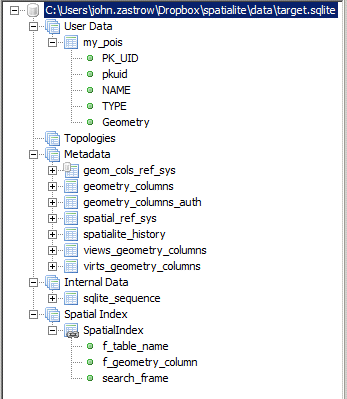 C:\Users\john.zastrow\Dropbox\spatialite\data\target.sqlite
User Data
my_pois
PK_UID
pkuid
NAME
TYPE
Geometry
Topologies
Metadata
geom_cols_ref_sys
geometry_columns
geometry_columns_auth
spatial_ref_sys
spatialite_history
views_geometry_columns
virts_geometry_columns
Internal Data
sqlite_sequence
Spatial Index
SpatialIndex
f_table_name
f_geometry_column
search_frame